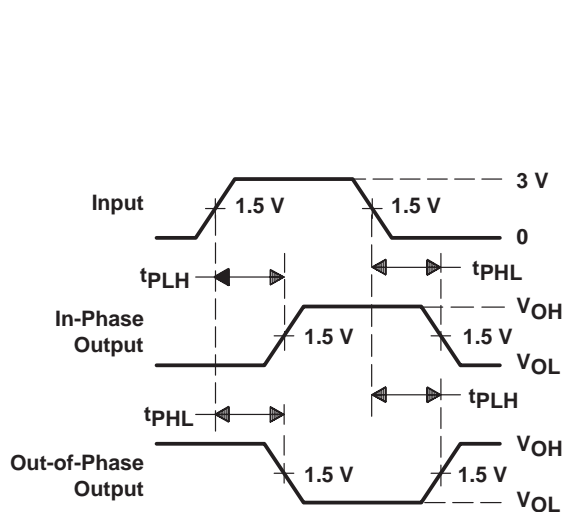 3 V
Input
1.5 V
1.5 V
0
tPLH
tPHL
VOH
In-Phase
Output
1.5 V
1.5 V
VOL
tPLH
tPHL
VOH
Out-of-Phase
Output
1.5 V
1.5 V
VOL